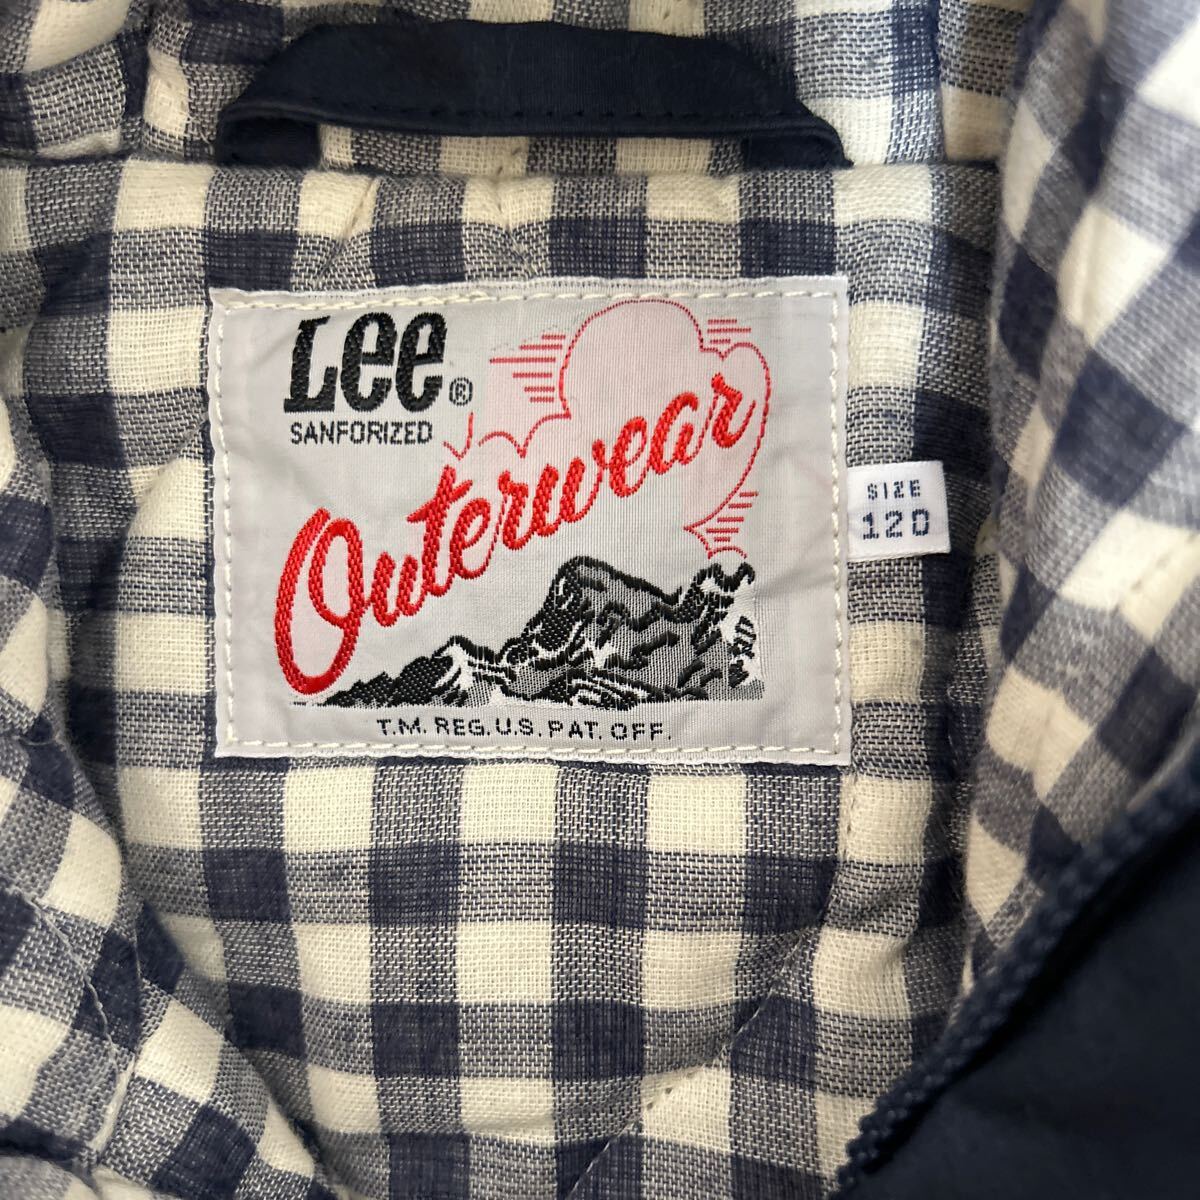 Lee®
SANFORIZED
Outerwear
T.M. REG. U.S. PAT. OFF.
SIZE
120